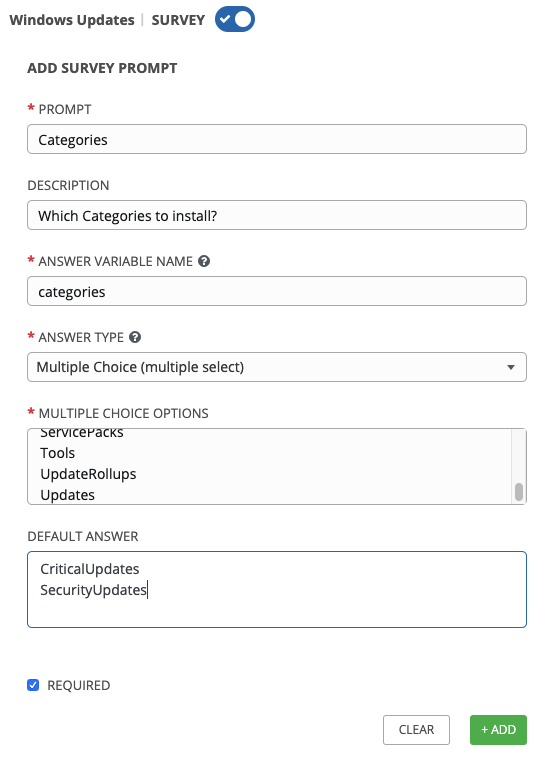 Windows Updates | SURVEY
ADD SURVEY PROMPT
* PROMPT
Categories
DESCRIPTION
Which Categories to install?
* ANSWER VARIABLE NAME ?
categories
* ANSWER TYPE ?
Multiple Choice (multiple select)
* MULTIPLE CHOICE OPTIONS
ServicePacks
Tools
UpdateRollups
Updates
DEFAULT ANSWER
CriticalUpdates
SecurityUpdates
REQUIRED
CLEAR
+ ADD